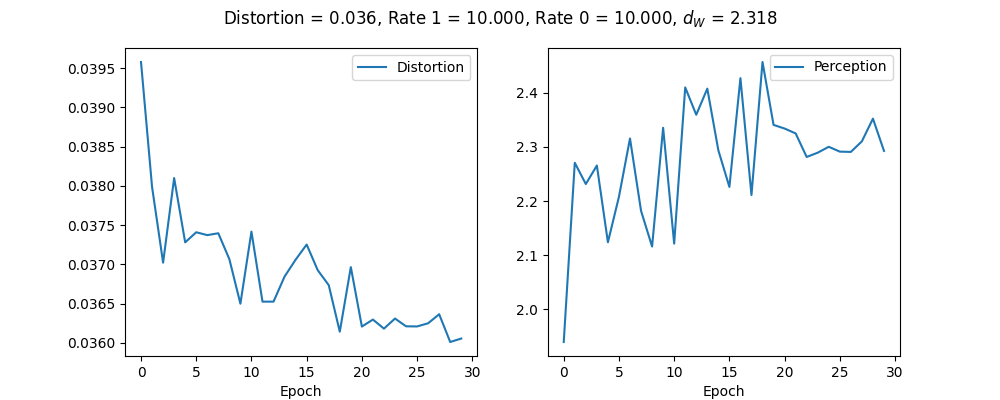 Distortion = 0.036, Rate 1 = 10.000, Rate 0 = 10.000, d_W = 2.318
0.0395
0.0390
0.0385
0.0380
0.0375
0.0370
0.0365
0.0360
0 5 10 15 20 25 30
Epoch
Distortion
2.4
2.3
2.2
2.1
2.0
0 5 10 15 20 25 30
Epoch
Perception